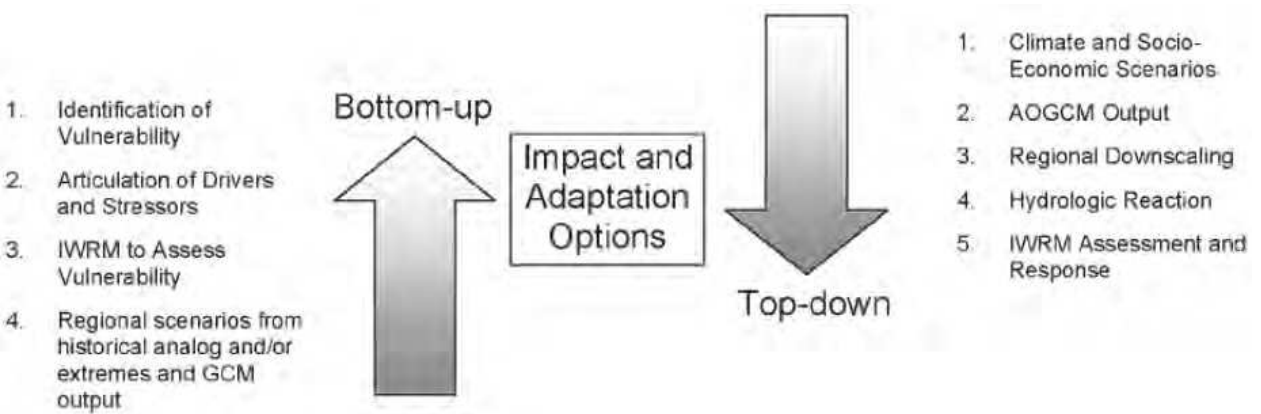 1. Identification of
Vulnerability
2. Articulation of Drivers
and Stressors
3. IWRM to Assess
Vulnerability
4. Regional scenarios from
historical analog and/or
extremes and GCM
output
Bottom-up
Impact and
Adaptation
Options
Top-down
1. Climate and Socio-
Economic Scenarios
2. AOGCM Output
3. Regional Downscaling
4. Hydrologic Reaction
5. IWRM Assessment and
Response